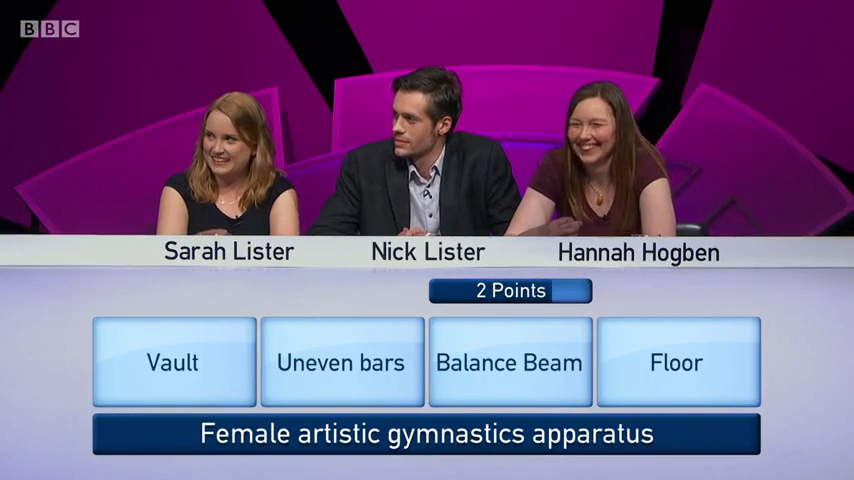 BBC
Sarah Lister
Nick Lister
Hannah Hogben
2 Points
Vault
Uneven bars
Balance Beam
Floor
Female artistic gymnastics apparatus